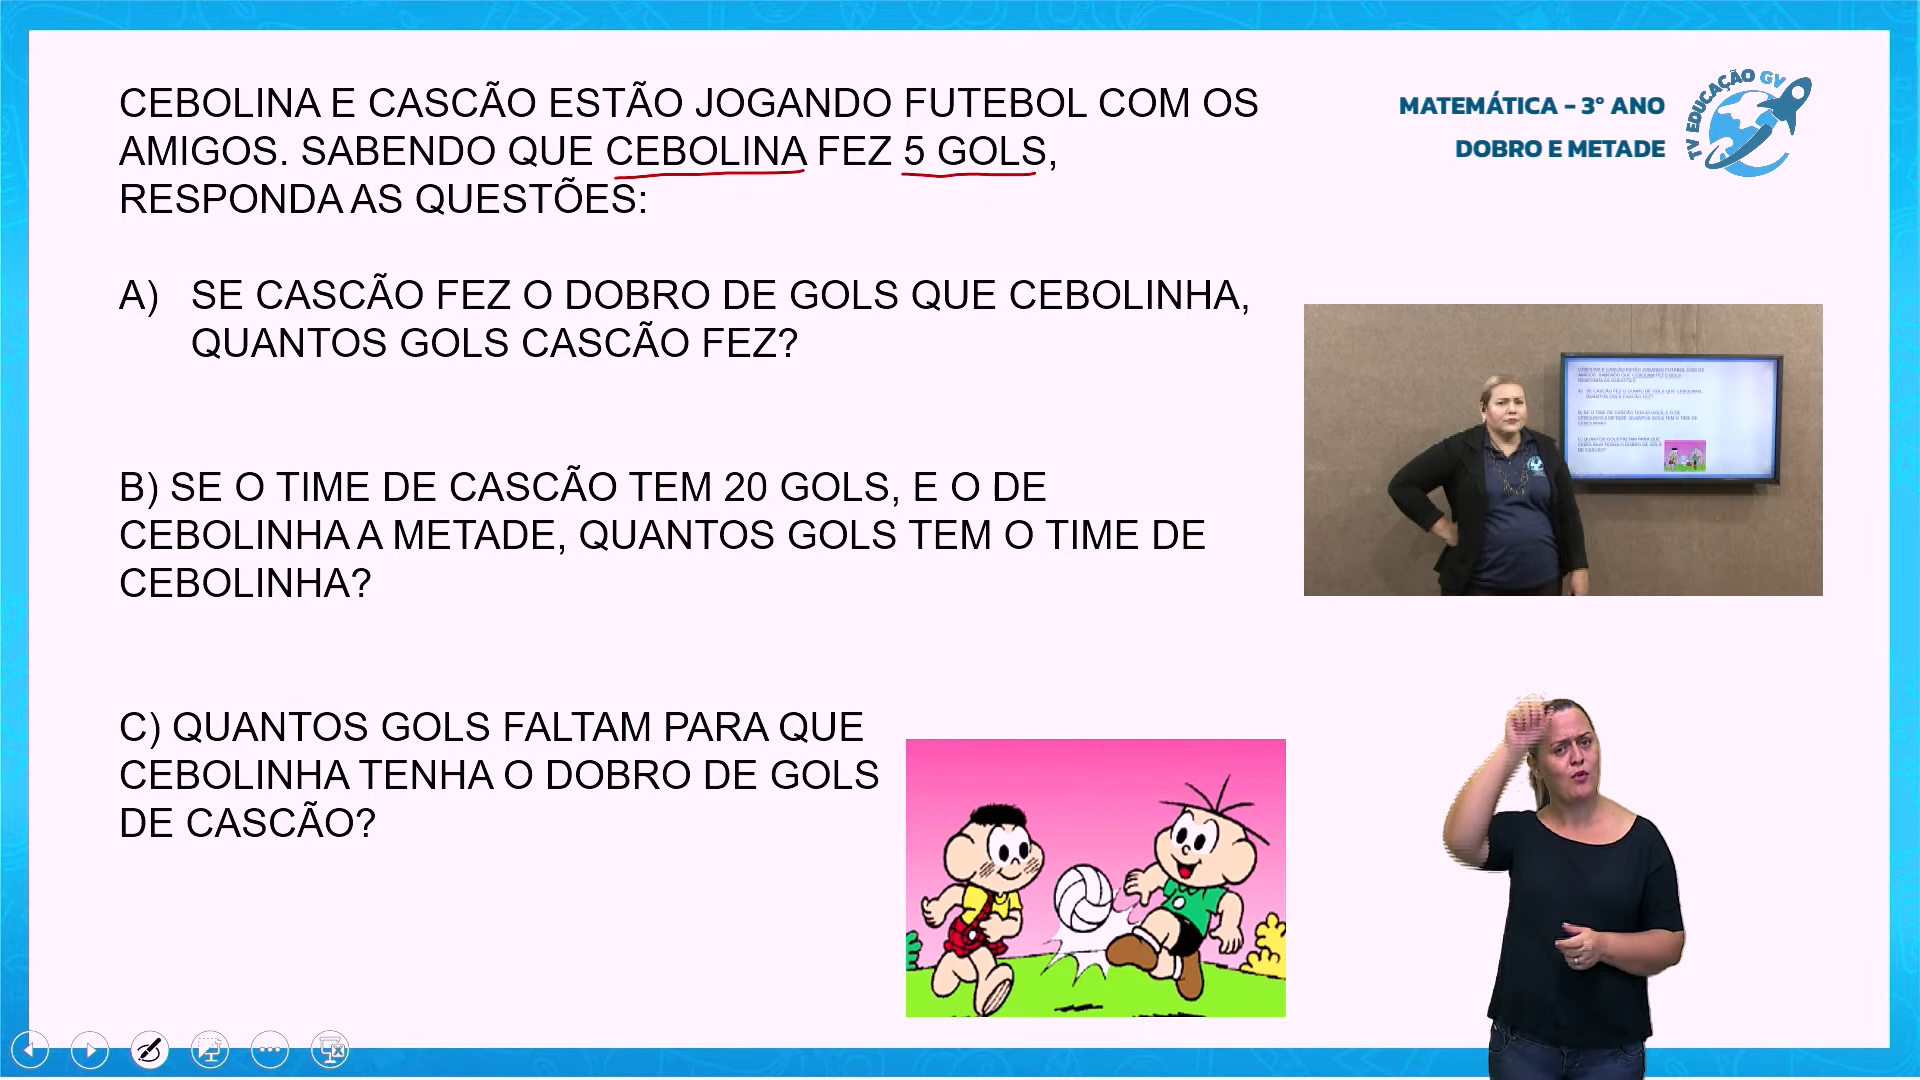 CEBOLINA E CASCÃO ESTÃO JOGANDO FUTEBOL COM OS
AMIGOS. SABENDO QUE CEBOLINA FEZ 5 GOLS,
RESPONDA AS QUESTÕES:
A) SE CASCÃO FEZ O DOBRO DE GOLS QUE CEBOLINHA,
QUANTOS GOLS CASCÃO FEZ?
B) SE O TIME DE CASCÃO TEM 20 GOLS, E O DE
CEBOLINHA A METADE, QUANTOS GOLS TEM O TIME DE
CEBOLINHA?
C) QUANTOS GOLS FALTAM PARA QUE
CEBOLINHA TENHA O DOBRO DE GOLS
DE CASCÃO?
MATEMÁTICA - 3º ANO
DOBRO E METADE
TV EDUCAÇÃO GV